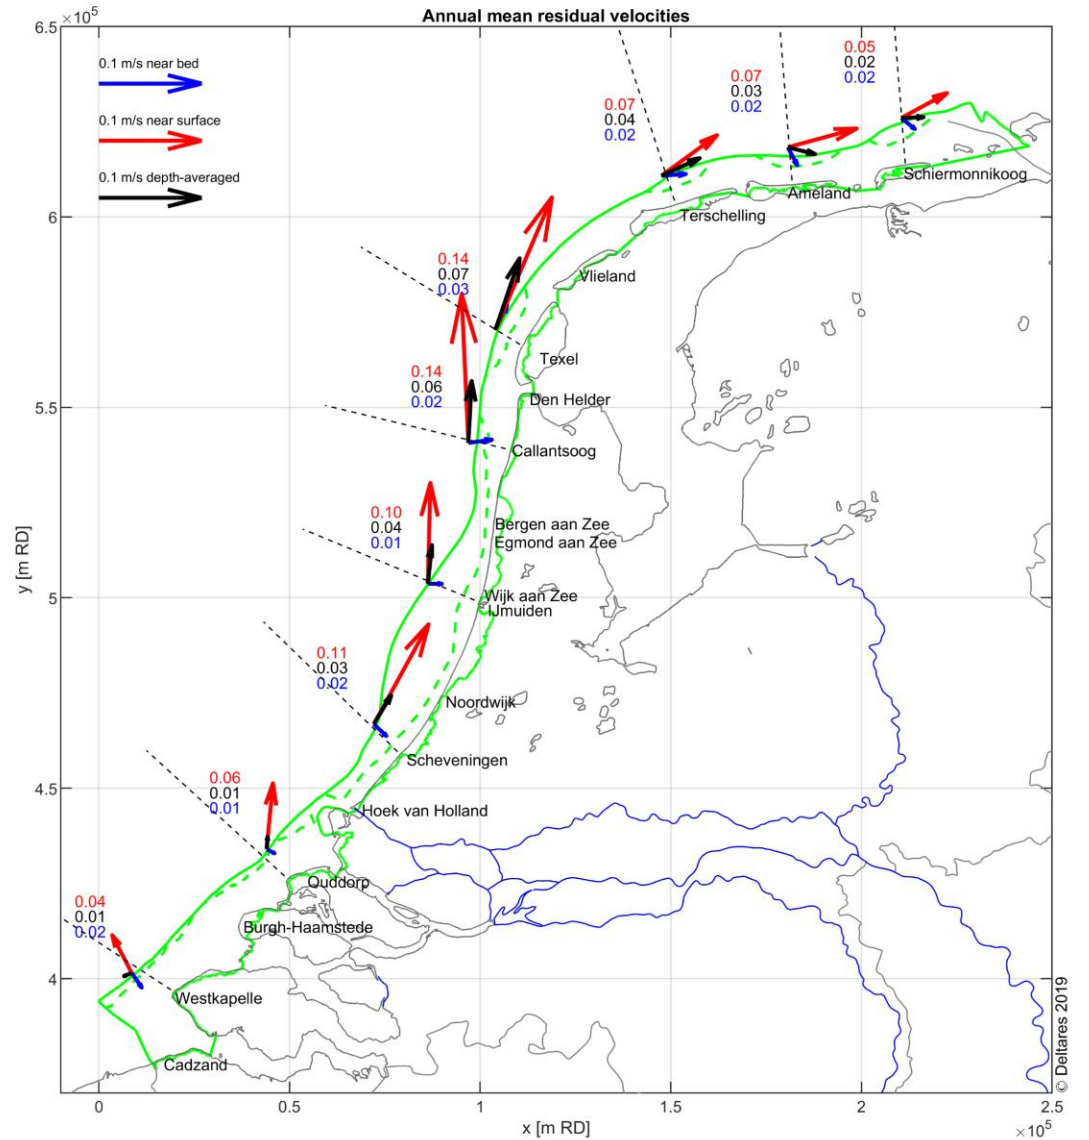 Annual mean residual velocities
×10⁵
6.5
6
5.5
5
4.5
4
y [m RD]
0.1 m/s near bed
0.1 m/s near surface
0.1 m/s depth-averaged
0.05
0.02
0.02
0.07
0.03
0.02
0.07
0.04
0.02
Schiermonnikoog
Ameland
Terschelling
0.14
0.07
0.03
Vlieland
Texel
0.14
0.06
0.02
Den Helder
Callantsoog
0.10
0.04
0.01
Bergen aan Zee
Egmond aan Zee
Wijk aan Zee
IJmuiden
0.11
0.03
0.02
Noordwijk
Scheveningen
0.06
0.01
0.01
Hoek van Holland
Ouddorp
0.04
0.01
0.02
Burgh-Haamstede
Westkapelle
Cadzand
© Deltares 2019
0
0.5
1
1.5
2
2.5
x [m RD]
×10⁵